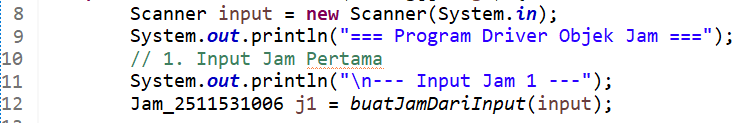 8 Scanner input = new Scanner(System.in);
9 System.out.println("=== Program Driver Objek Jam ===");
10 // 1. Input Jam Pertama
11 System.out.println("\n--- Input Jam 1 ---");
12 Jam_2511531006 j1 = buatJamDariInput(input);